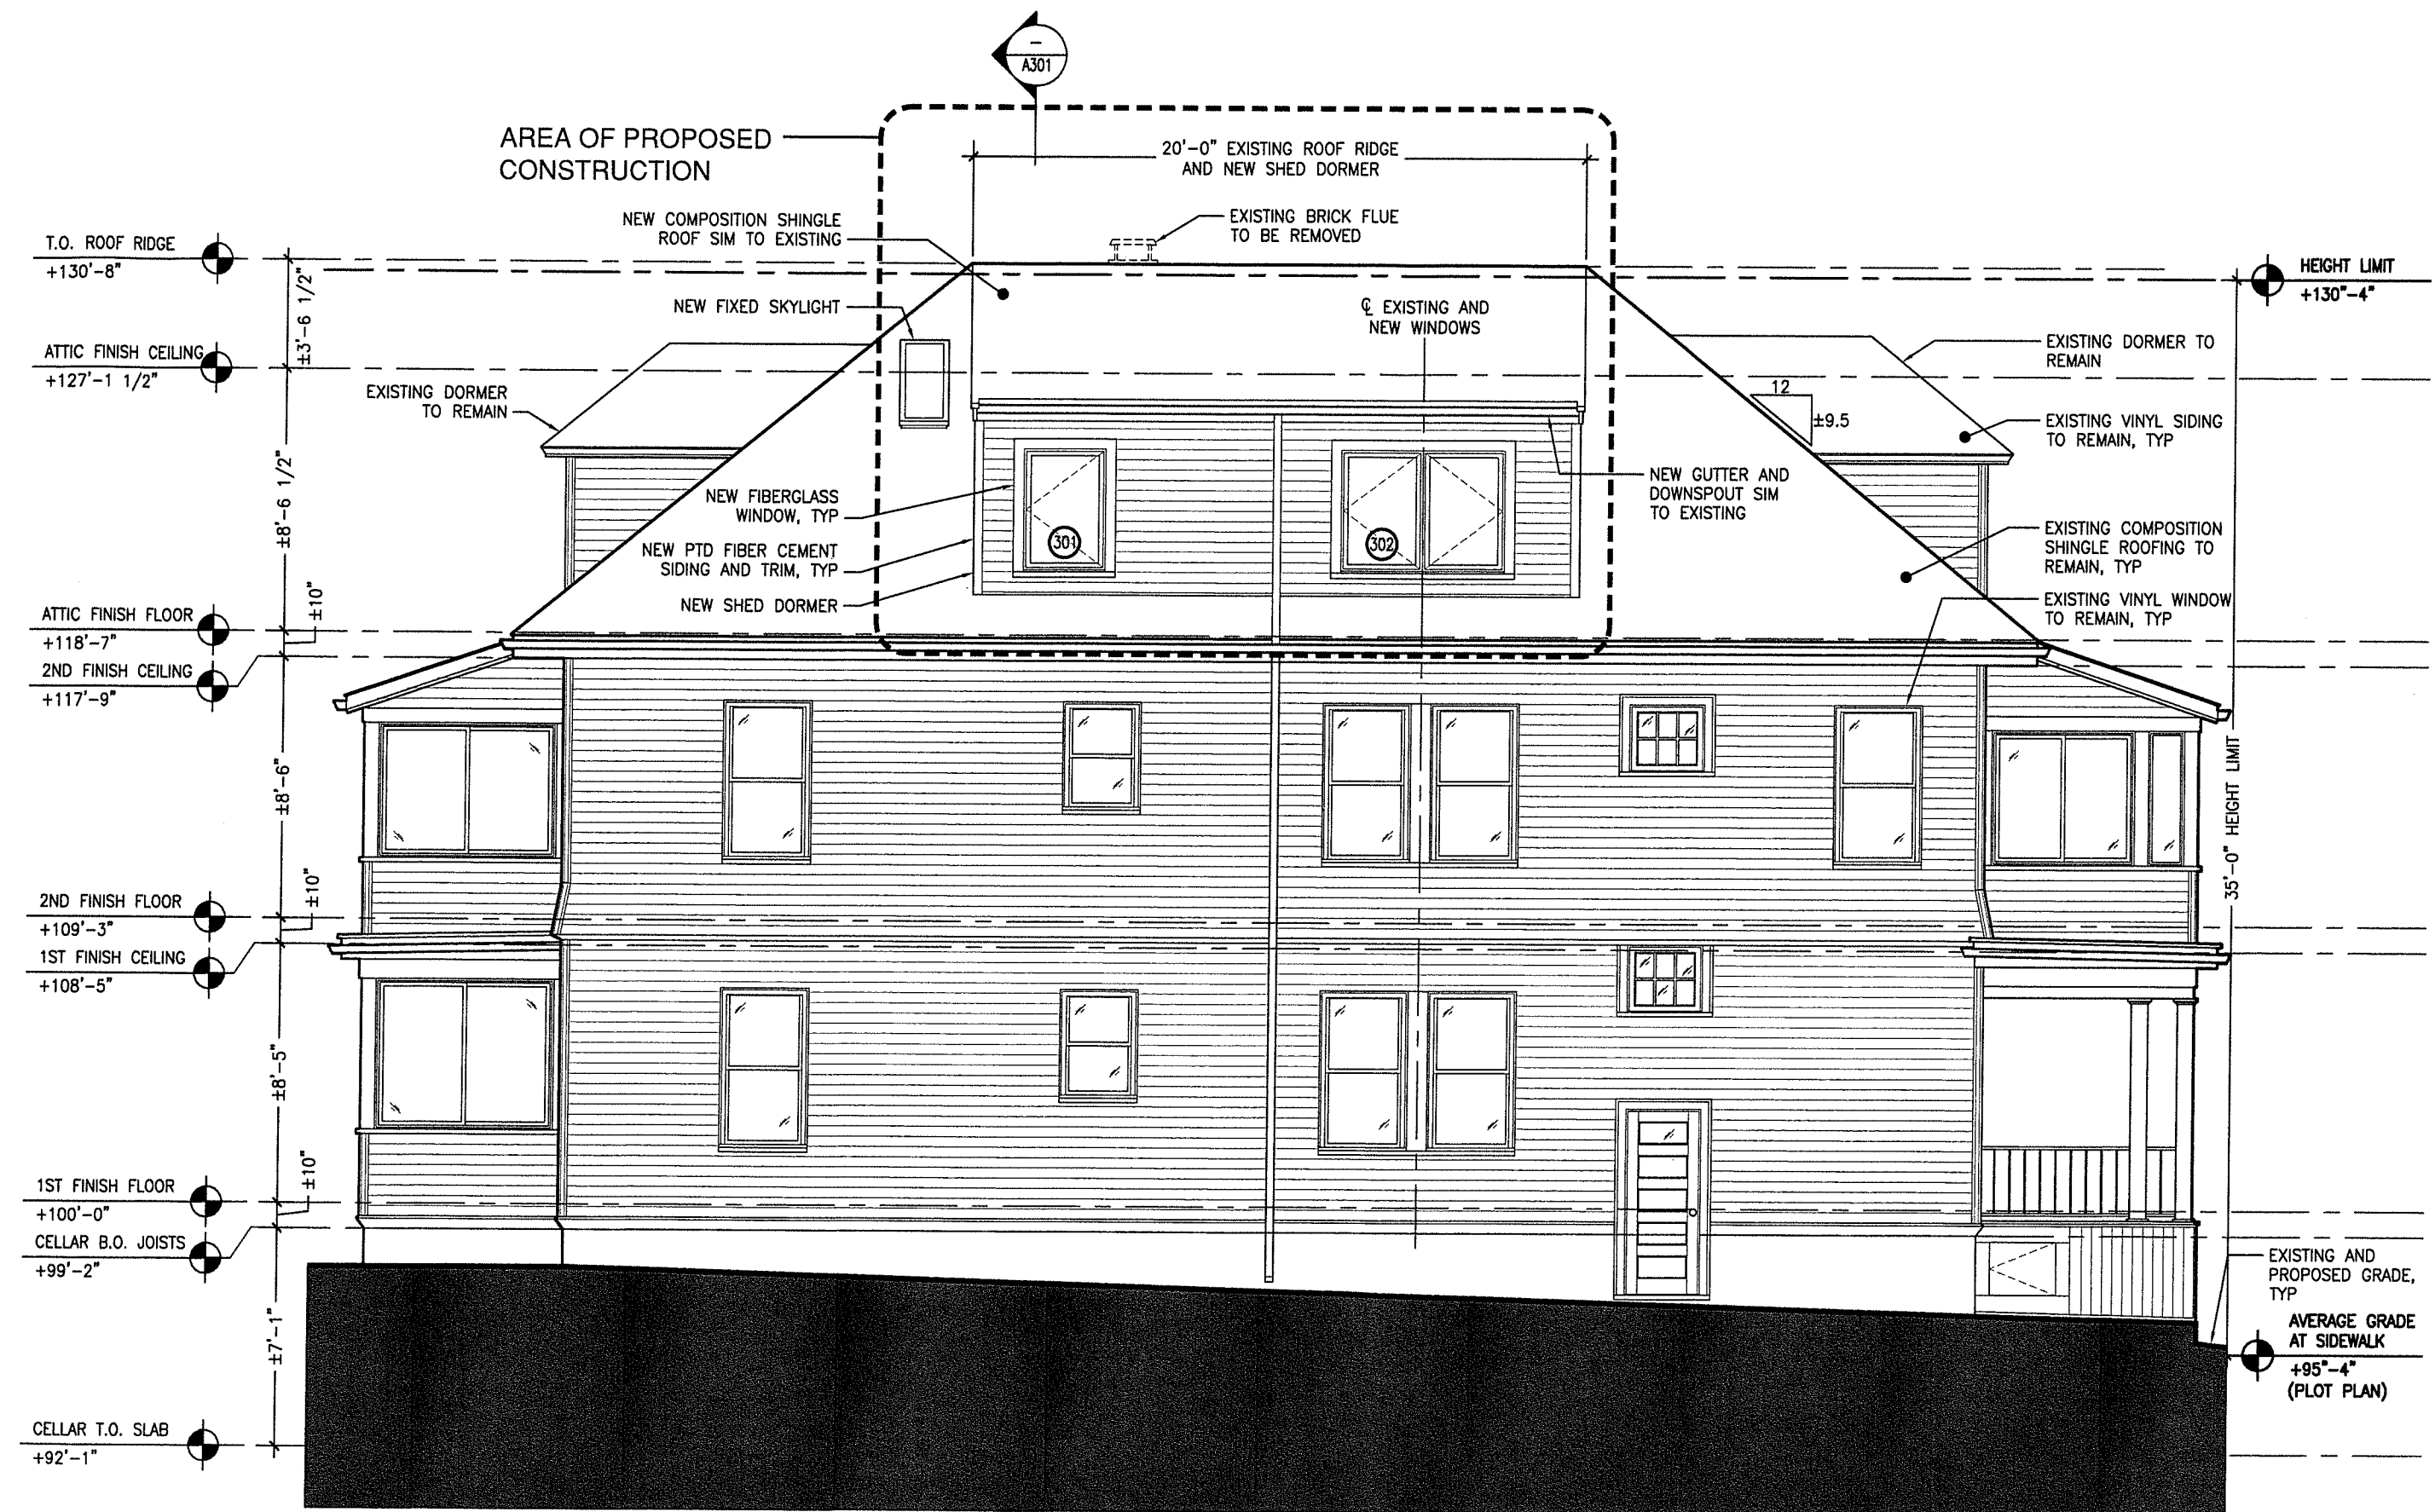 –
A301
AREA OF PROPOSED
CONSTRUCTION
20'-0" EXISTING ROOF RIDGE
AND NEW SHED DORMER
NEW COMPOSITION SHINGLE
ROOF SIM TO EXISTING
EXISTING BRICK FLUE
TO BE REMOVED
T.O. ROOF RIDGE
+130'-8"
HEIGHT LIMIT
+130"-4"
±3'-6 1/2"
NEW FIXED SKYLIGHT
℄ EXISTING AND
NEW WINDOWS
EXISTING DORMER TO
REMAIN
ATTIC FINISH CEILING
+127'-1 1/2"
EXISTING DORMER
TO REMAIN
12
±9.5
EXISTING VINYL SIDING
TO REMAIN, TYP
±8'-6 1/2"
NEW FIBERGLASS
WINDOW, TYP
NEW GUTTER AND
DOWNSPOUT SIM
TO EXISTING
301
302
NEW PTD FIBER CEMENT
SIDING AND TRIM, TYP
EXISTING COMPOSITION
SHINGLE ROOFING TO
REMAIN, TYP
NEW SHED DORMER
EXISTING VINYL WINDOW
TO REMAIN, TYP
±10"
ATTIC FINISH FLOOR
+118'-7"
2ND FINISH CEILING
+117'-9"
±8'-6"
35'-0" HEIGHT LIMIT
±10"
2ND FINISH FLOOR
+109'-3"
1ST FINISH CEILING
+108'-5"
±8'-5"
±10"
1ST FINISH FLOOR
+100'-0"
CELLAR B.O. JOISTS
+99'-2"
EXISTING AND
PROPOSED GRADE,
TYP
±7'-1"
AVERAGE GRADE
AT SIDEWALK
+95"-4"
(PLOT PLAN)
CELLAR T.O. SLAB
+92'-1"